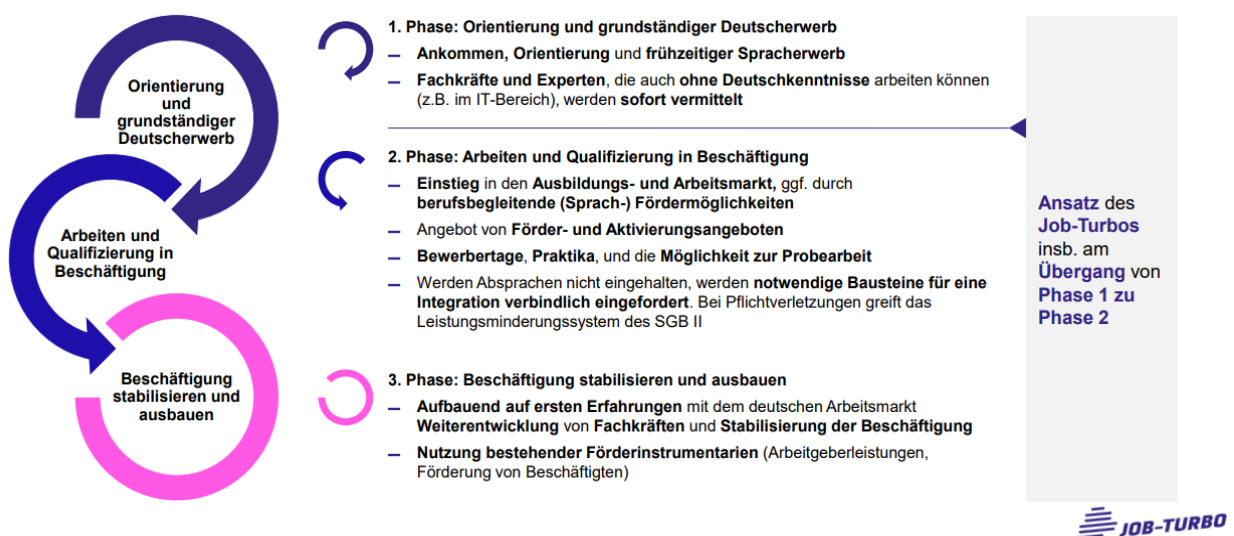 Orientierung
und
grundständiger
Deutscherwerb
Arbeiten und
Qualifizierung in
Beschäftigung
Beschäftigung
stabilisieren und
ausbauen
1. Phase: Orientierung und grundständiger Deutscherwerb
– Ankommen, Orientierung und frühzeitiger Spracherwerb
– Fachkräfte und Experten, die auch ohne Deutschkenntnisse arbeiten können
(z.B. im IT-Bereich), werden sofort vermittelt
2. Phase: Arbeiten und Qualifizierung in Beschäftigung
– Einstieg in den Ausbildungs- und Arbeitsmarkt, ggf. durch
berufsbegleitende (Sprach-) Fördermöglichkeiten
– Angebot von Förder- und Aktivierungsangeboten
– Bewerbertage, Praktika, und die Möglichkeit zur Probearbeit
– Werden Absprachen nicht eingehalten, werden notwendige Bausteine für eine
Integration verbindlich eingefordert. Bei Pflichtverletzungen greift das
Leistungsminderungssystem des SGB II
3. Phase: Beschäftigung stabilisieren und ausbauen
– Aufbauend auf ersten Erfahrungen mit dem deutschen Arbeitsmarkt
Weiterentwicklung von Fachkräften und Stabilisierung der Beschäftigung
– Nutzung bestehender Förderinstrumentarien (Arbeitgeberleistungen,
Förderung von Beschäftigten)
Ansatz des
Job-Turbos
insb. am
Übergang von
Phase 1 zu
Phase 2
JOB-TURBO